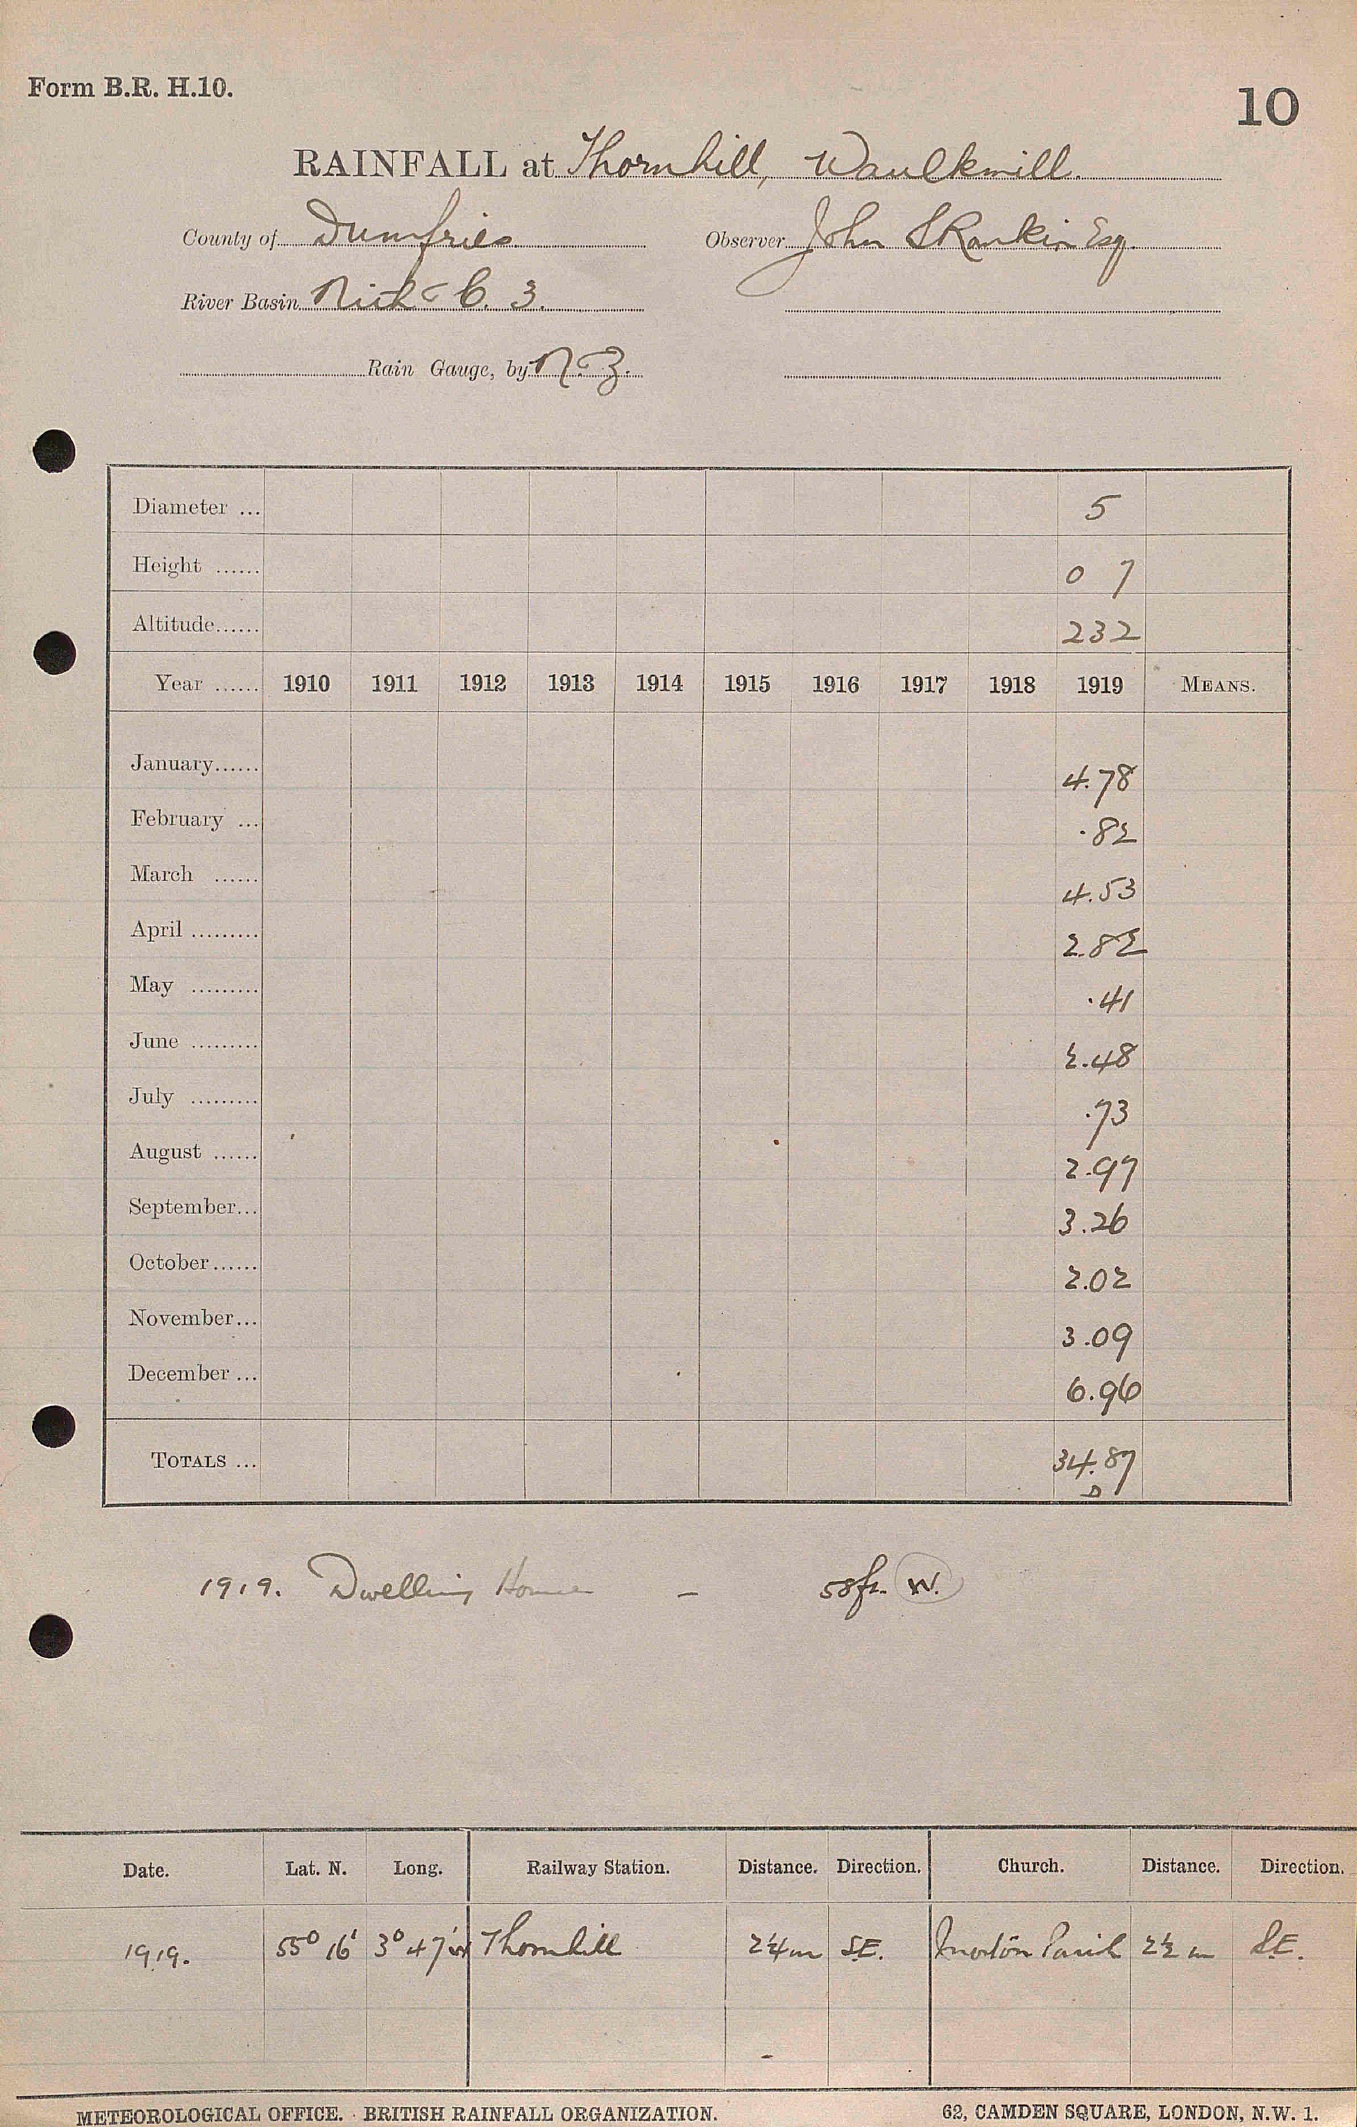 Form B.R. H.10.
10
RAINFALL at Thornhill, Waulkmill.
County of Dumfries Observer John S Rankin Esq.
River Basin Nith C. 3.
Rain Gauge, by N.Z.
Diameter ... 5
Height ...... 0 7
Altitude...... 232
Year ...... 1910 1911 1912 1913 1914 1915 1916 1917 1918 1919 MEANS.
January...... 4.78
February ... .82
March ...... 4.53
April ......... 2.82
May ......... .41
June ......... 2.48
July ......... .73
August ...... 2.97
September... 3.26
October...... 2.02
November... 3.09
December ... 6.96
TOTALS ... 34.87
D
1919. Dwelling House — 58ft. W.
Date. Lat. N. Long. Railway Station. Distance. Direction. Church. Distance. Direction.
1919. 55° 16' 3° 47' W Thornhill 2¼ m SE. Morton Parish 2½ m S.E.
METEOROLOGICAL OFFICE. BRITISH RAINFALL ORGANIZATION. 62, CAMDEN SQUARE, LONDON, N.W. 1.